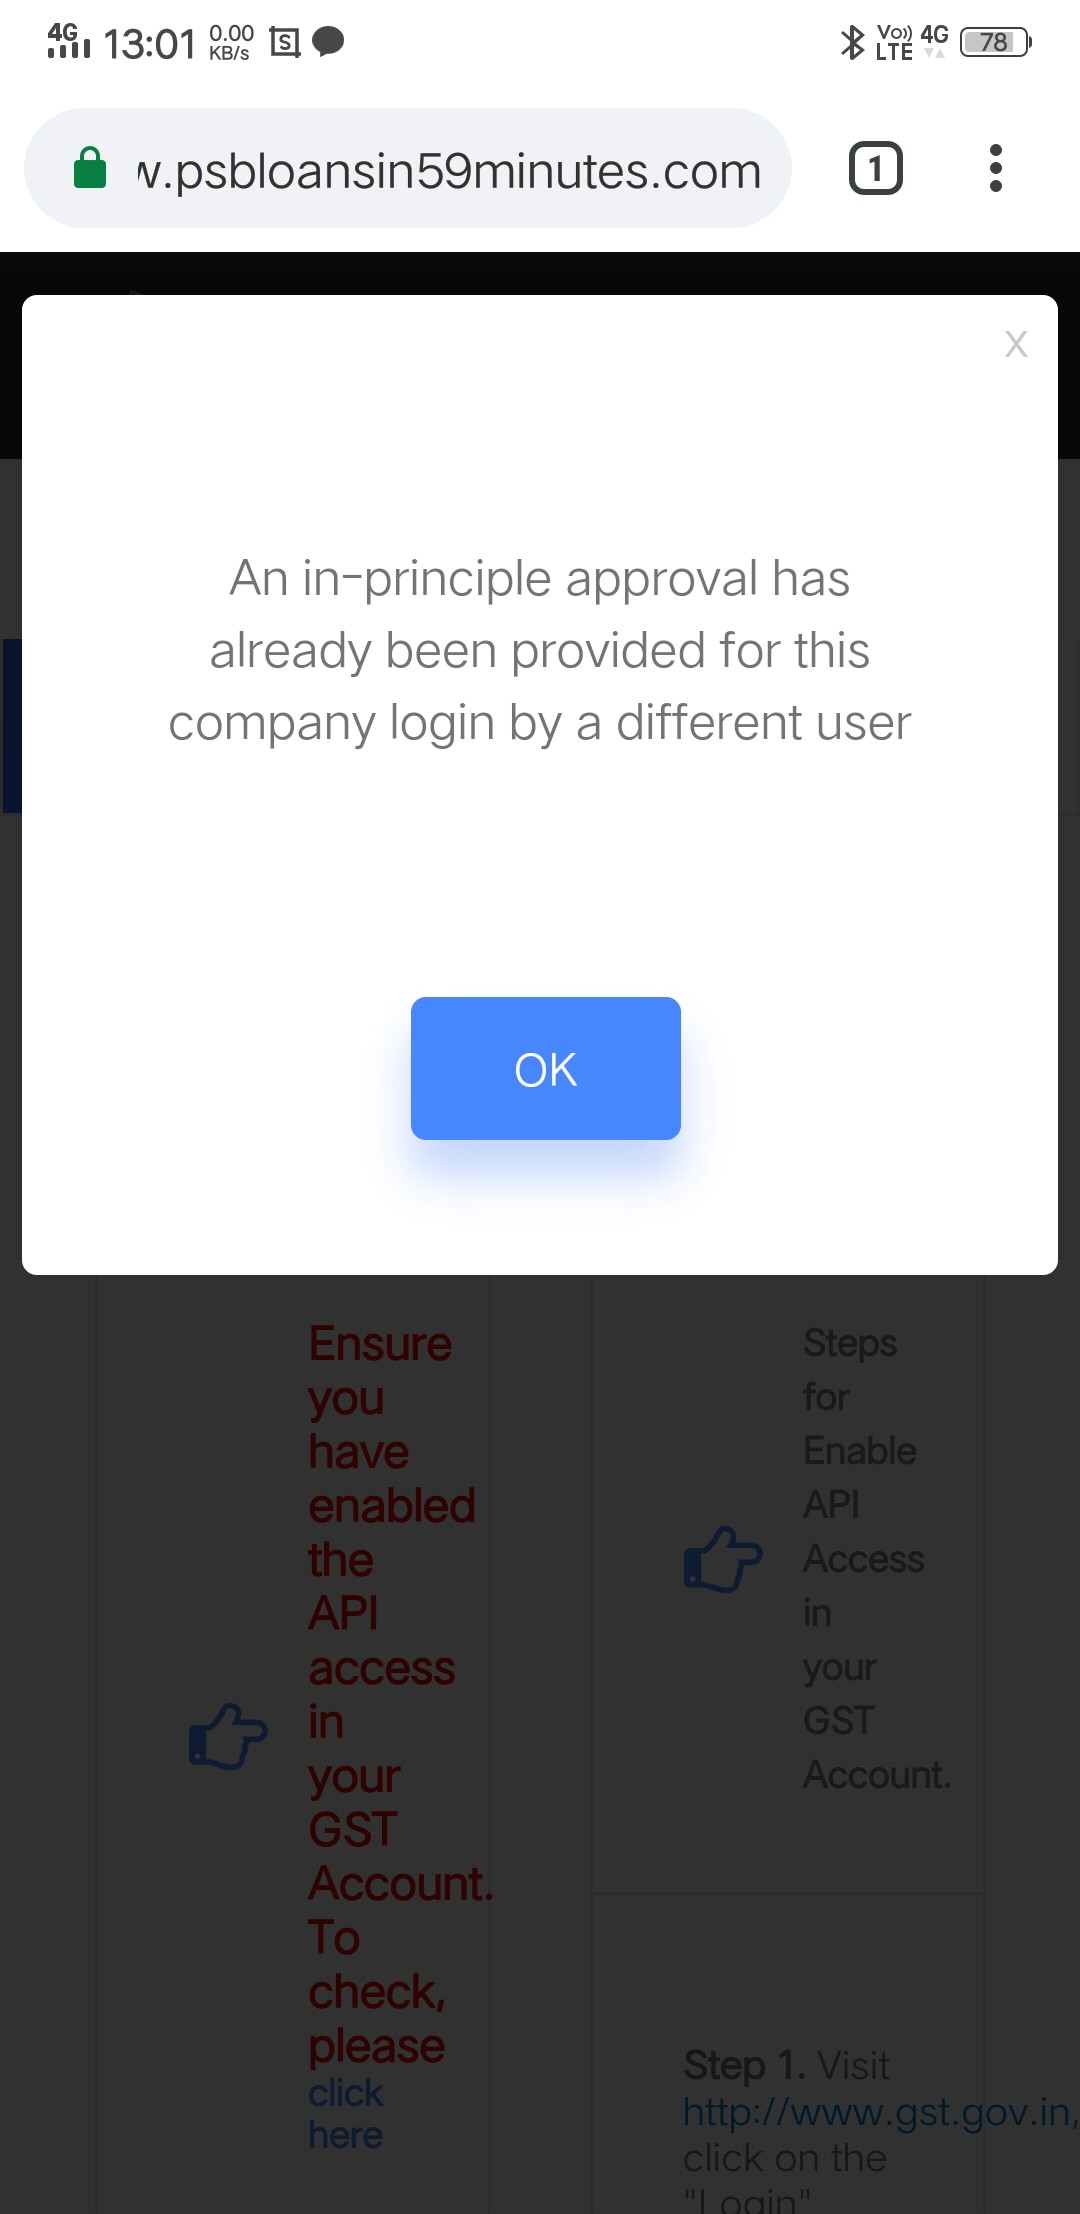 4G 13:01 0.00 KB/s S Vo)) LTE 4G 78
w.psbloansin59minutes.com 1
X
An in-principle approval has
already been provided for this
company login by a different user
OK
Ensure
you
have
enabled
the
API
access
in
your
GST
Account.
To
check,
please
click
here
Steps
for
Enable
API
Access
in
your
GST
Account.
Step 1. Visit
http://www.gst.gov.in,
click on the
"Login"